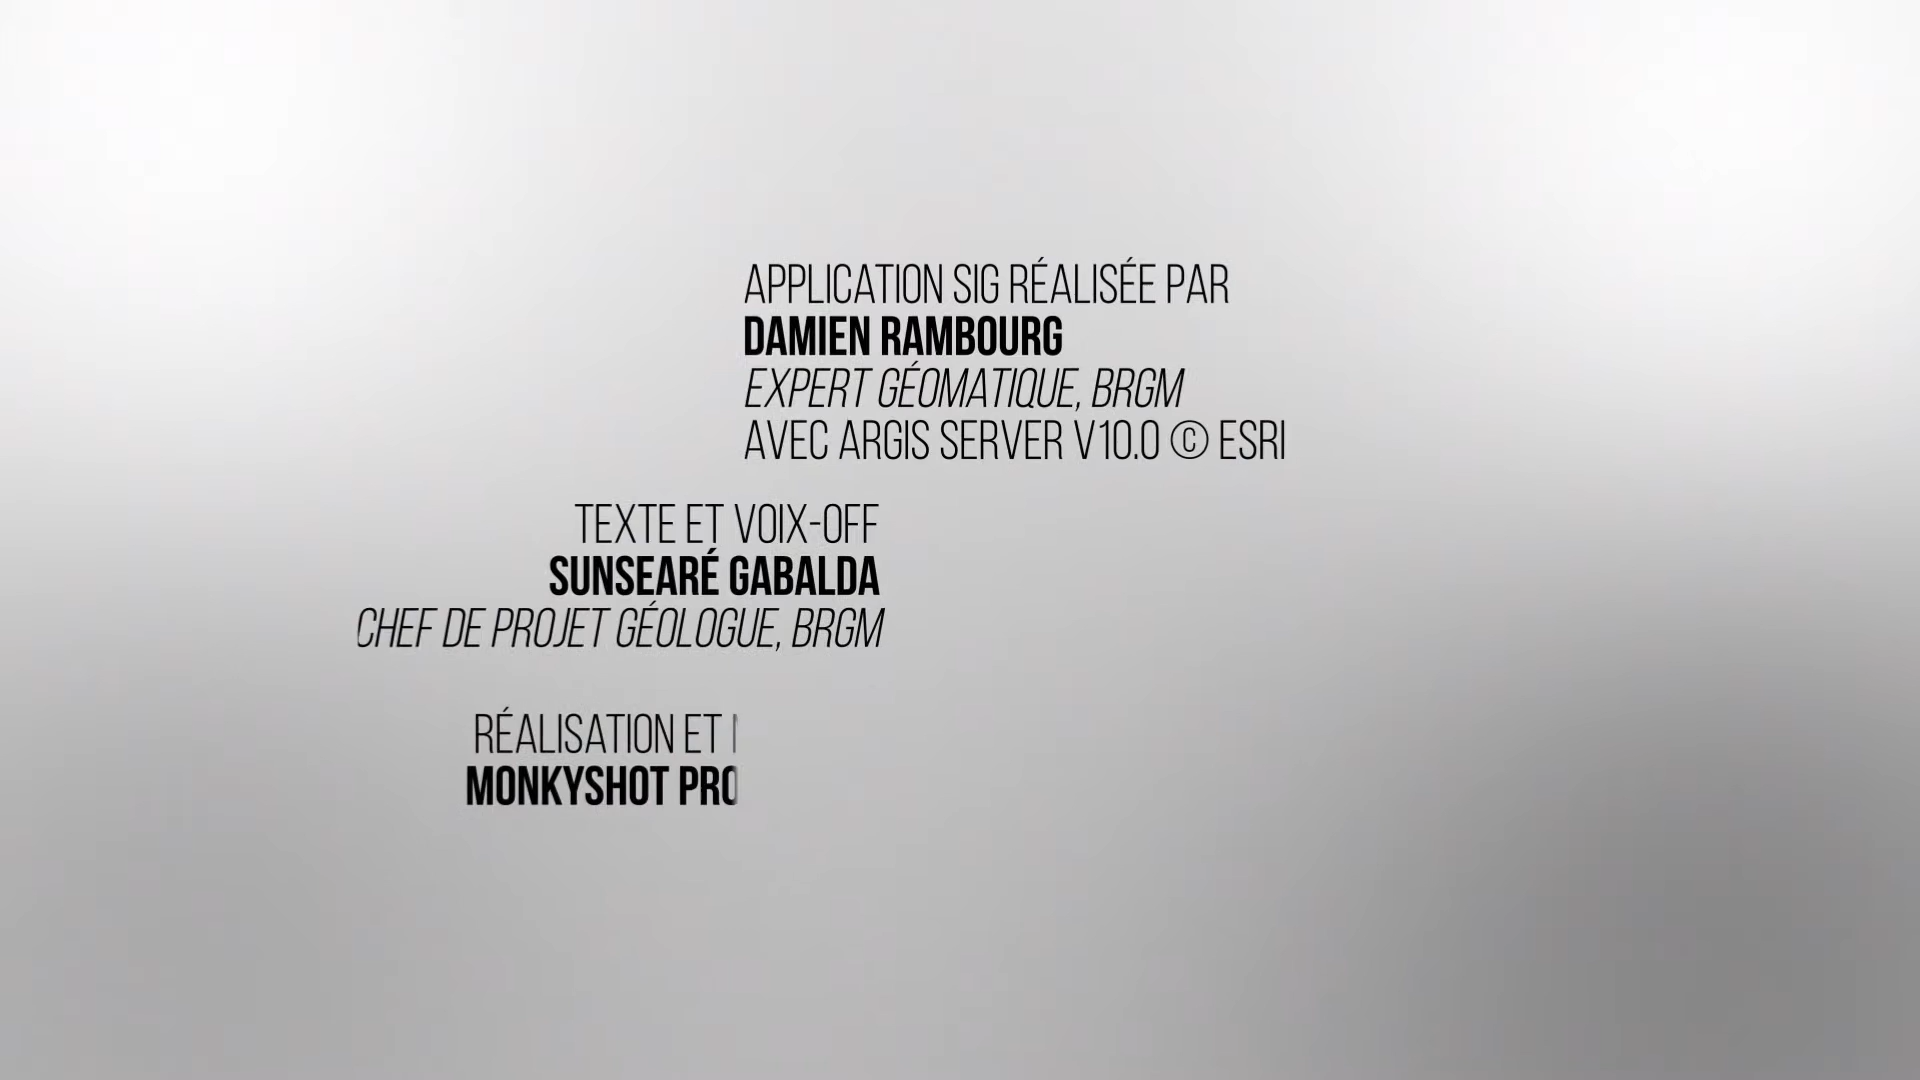 APPLICATION SIG RÉALISÉE PAR
DAMIEN RAMBOURG
EXPERT GÉOMATIQUE, BRGM
AVEC ARGIS SERVER V10.0 © ESRI
TEXTE ET VOIX-OFF
SUNSEARÉ GABALDA
CHEF DE PROJET GÉOLOGUE, BRGM
RÉALISATION ET
MONKYSHOT PRO